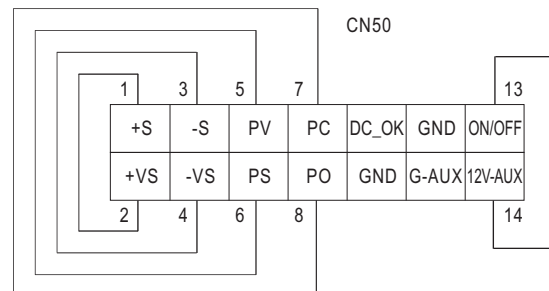 CN50
1 3 5 7 13
+S -S PV PC DC_OK GND ON/OFF
+VS -VS PS PO GND G-AUX 12V-AUX
2 4 6 8 14